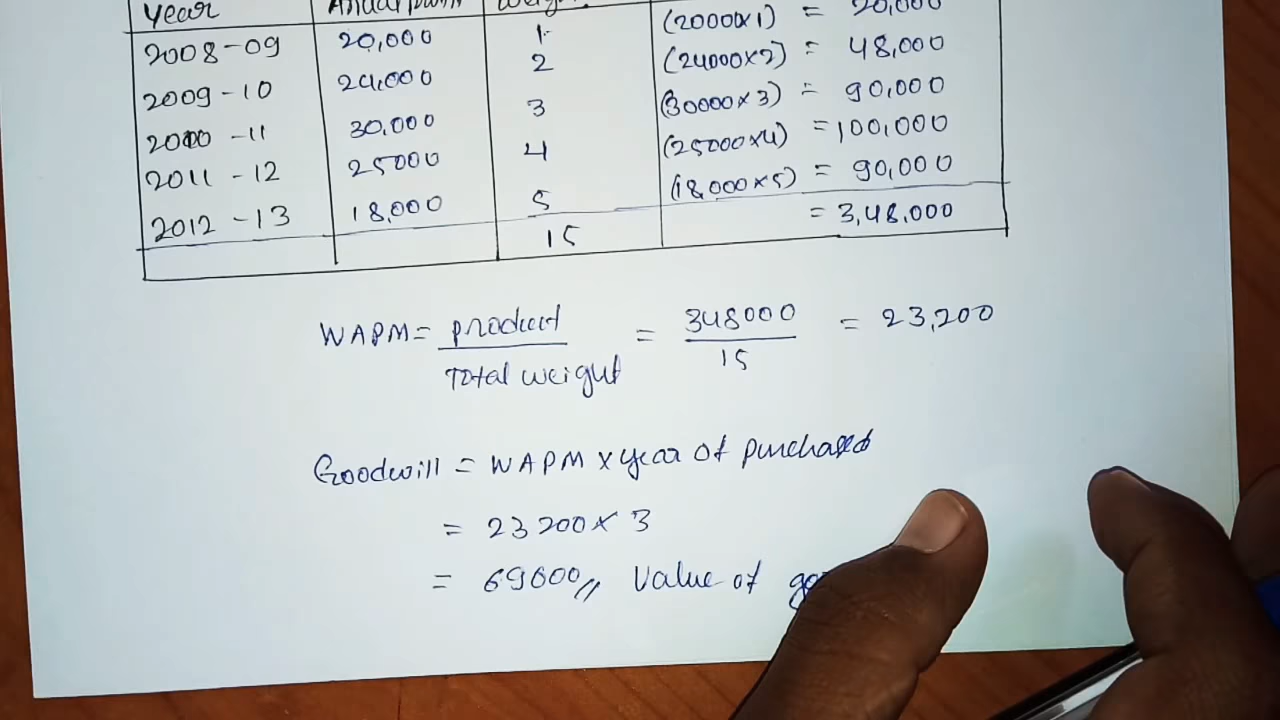 Year
2008-09 20,000 1 (20000x1) = 20,000
2009-10 24,000 2 (24000x2) = 48,000
2010-11 30,000 3 (30000x3) = 90,000
2011-12 25000 4 (25000x4) = 100,000
2012-13 18,000 5 (18,000x5) = 90,000
15 = 3,48,000
WAPM = product = 348000 = 23,200
Total weight 15
Goodwill = WAPM x year of purchased
= 23200 x 3
= 69600// value of